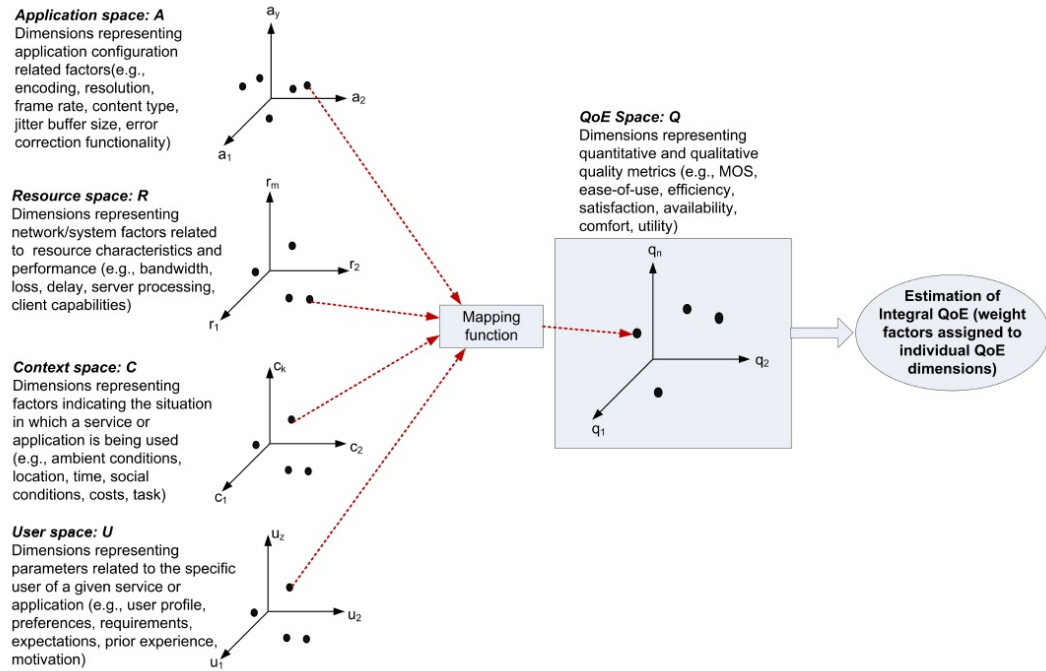 Application space: A
Dimensions representing
application configuration
related factors(e.g.,
encoding, resolution,
frame rate, content type,
jitter buffer size, error
correction functionality)
ay
a2
a1
Resource space: R
Dimensions representing
network/system factors related
to resource characteristics and
performance (e.g., bandwidth,
loss, delay, server processing,
client capabilities)
rm
r2
r1
Context space: C
Dimensions representing
factors indicating the situation
in which a service or
application is being used
(e.g., ambient conditions,
location, time, social
conditions, costs, task)
ck
c2
c1
User space: U
Dimensions representing
parameters related to the specific
user of a given service or
application (e.g., user profile,
preferences, requirements,
expectations, prior experience,
motivation)
uz
u2
u1
Mapping
function
QoE Space: Q
Dimensions representing
quantitative and qualitative
quality metrics (e.g., MOS,
ease-of-use, efficiency,
satisfaction, availability,
comfort, utility)
qn
q2
q1
Estimation of
Integral QoE (weight
factors assigned to
individual QoE
dimensions)